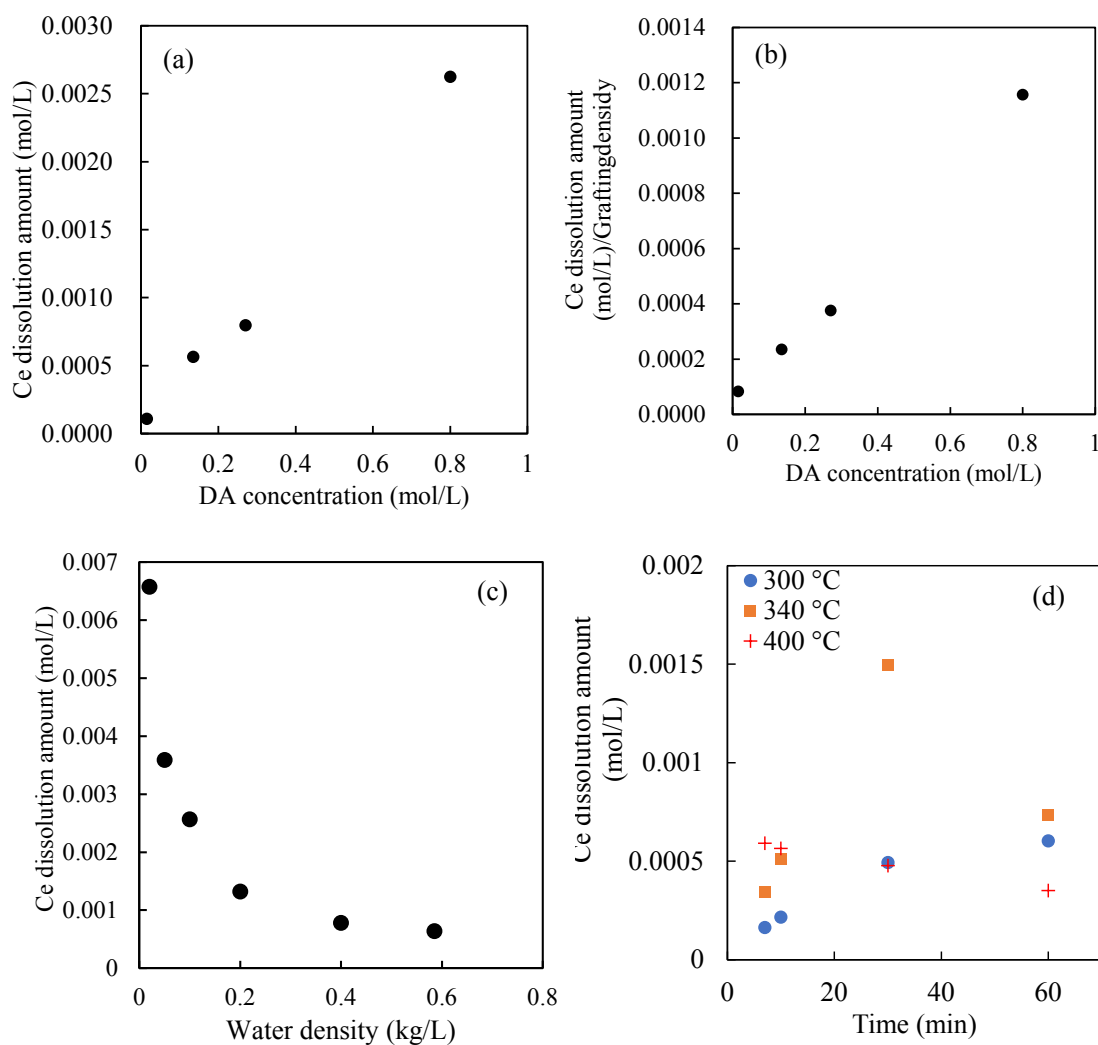 (a)
Ce dissolution amount (mol/L)
0.0030
0.0025
0.0020
0.0015
0.0010
0.0005
0.0000
0 0.2 0.4 0.6 0.8 1
DA concentration (mol/L)
(b)
Ce dissolution amount
(mol/L)/Graftingdensidy
0.0014
0.0012
0.0010
0.0008
0.0006
0.0004
0.0002
0.0000
0 0.2 0.4 0.6 0.8 1
DA concentration (mol/L)
(c)
Ce dissolution amount (mol/L)
0.007
0.006
0.005
0.004
0.003
0.002
0.001
0
0 0.2 0.4 0.6 0.8
Water density (kg/L)
(d)
300 °C
340 °C
400 °C
Ce dissolution amount
(mol/L)
0.002
0.0015
0.001
0.0005
0
0 20 40 60
Time (min)